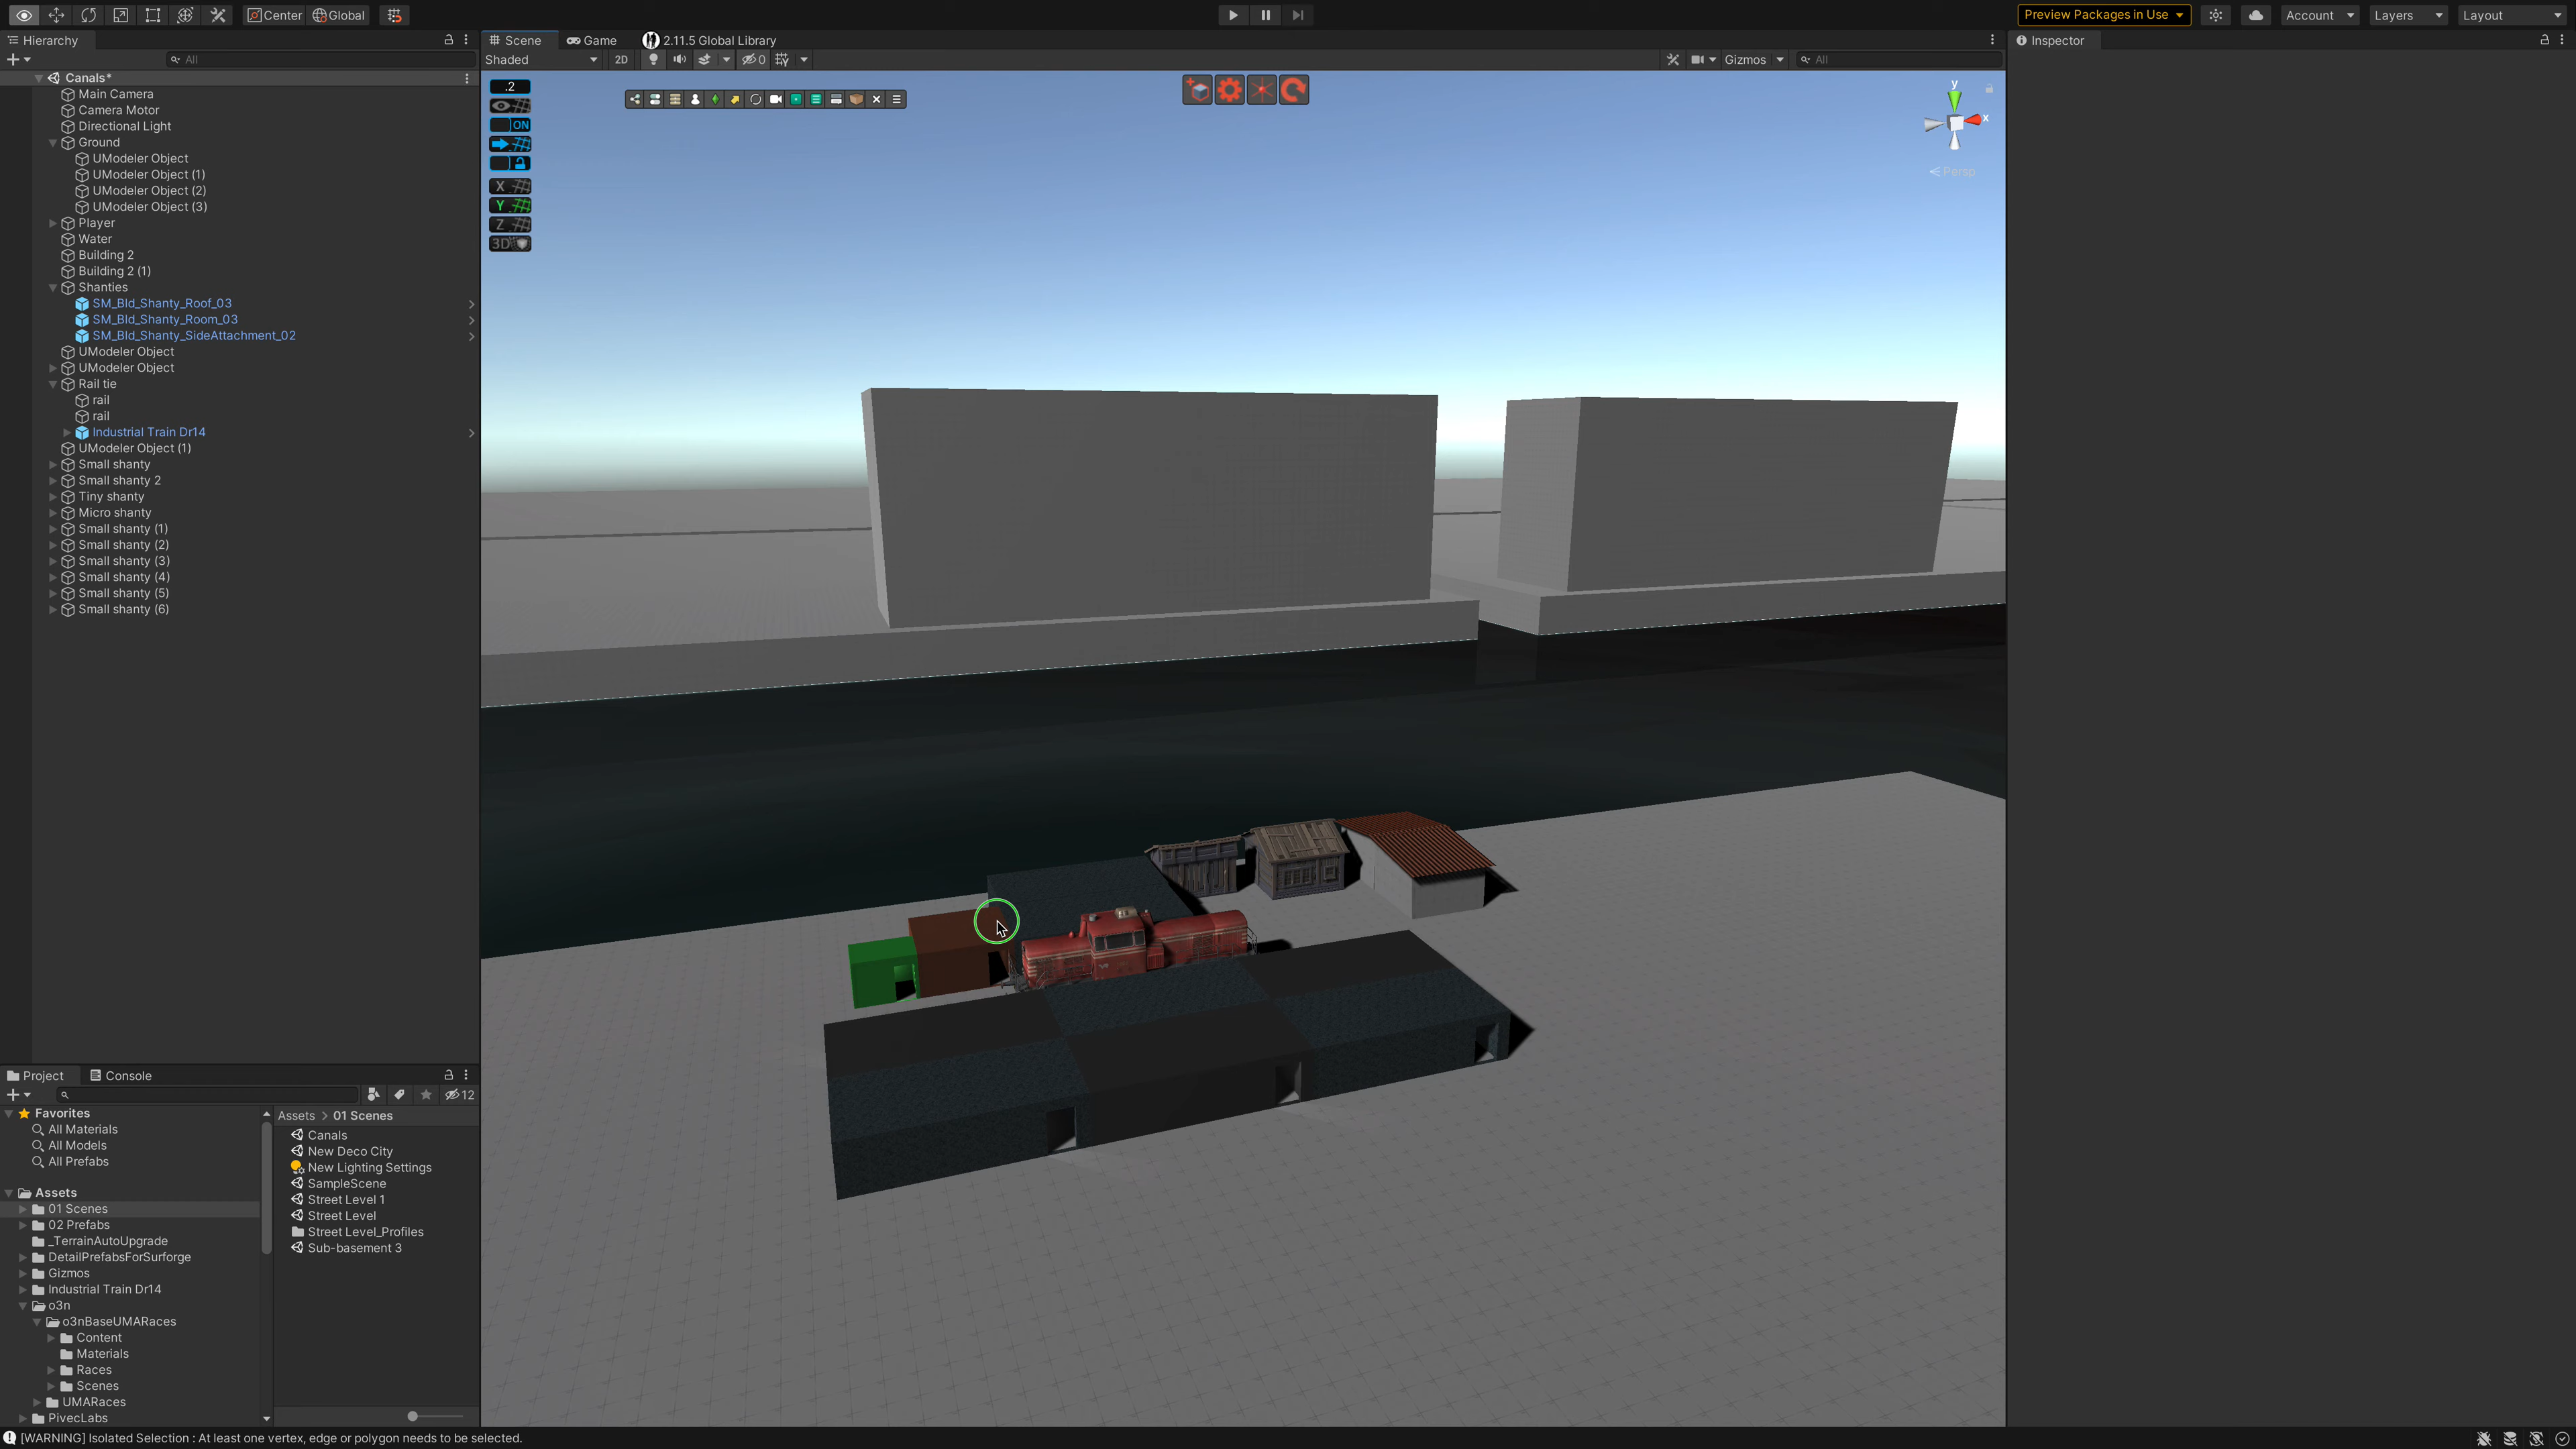 Center Global
Preview Packages in Use
Account
Layers
Layout
Hierarchy
All
Canals*
Main Camera
Camera Motor
Directional Light
Ground
UModeler Object
UModeler Object (1)
UModeler Object (2)
UModeler Object (3)
Player
Water
Building 2
Building 2 (1)
Shanties
SM_Bld_Shanty_Roof_03
SM_Bld_Shanty_Room_03
SM_Bld_Shanty_SideAttachment_02
UModeler Object
UModeler Object
Rail tie
rail
rail
Industrial Train Dr14
UModeler Object (1)
Small shanty
Small shanty 2
Tiny shanty
Micro shanty
Small shanty (1)
Small shanty (2)
Small shanty (3)
Small shanty (4)
Small shanty (5)
Small shanty (6)
Scene Game 2.11.5 Global Library
Shaded 2D 0 Gizmos All
.2
ON
X
Y
Z
3D
y
x
Persp
Inspector
Project Console
12
Favorites
All Materials
All Models
All Prefabs
Assets
01 Scenes
02 Prefabs
_TerrainAutoUpgrade
DetailPrefabsForSurforge
Gizmos
Industrial Train Dr14
o3n
o3nBaseUMARaces
Content
Materials
Races
Scenes
UMARaces
PivecLabs
Assets > 01 Scenes
Canals
New Deco City
New Lighting Settings
SampleScene
Street Level 1
Street Level
Street Level_Profiles
Sub-basement 3
[WARNING] Isolated Selection : At least one vertex, edge or polygon needs to be selected.